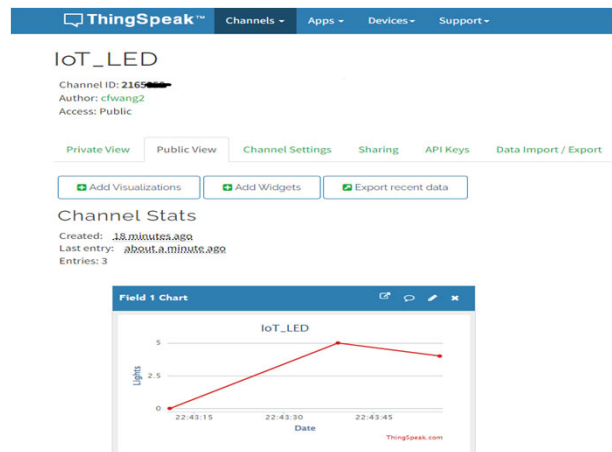 ThingSpeak™ Channels Apps Devices Support
IoT_LED
Channel ID: 2165
Author: cfwang2
Access: Public
Private View Public View Channel Settings Sharing API Keys Data Import / Export
Add Visualizations Add Widgets Export recent data
Channel Stats
Created: 18 minutes ago
Last entry: about a minute ago
Entries: 3
Field 1 Chart
IoT_LED
5
2.5
0
Lights
22:43:15 22:43:30 22:43:45
Date
ThingSpeak.com